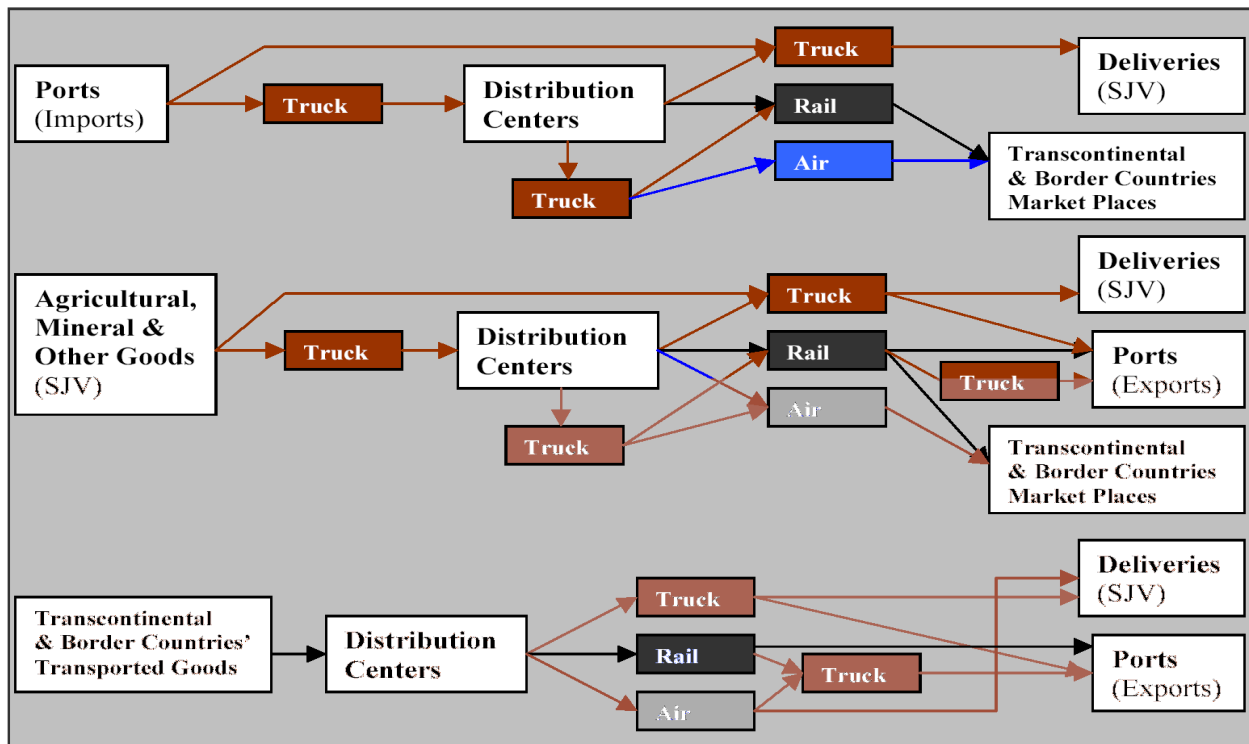 Ports
(Imports)
Truck
Distribution
Centers
Truck
Truck
Rail
Air
Deliveries
(SJV)
Transcontinental
& Border Countries
Market Places
Agricultural,
Mineral &
Other Goods
(SJV)
Truck
Distribution
Centers
Truck
Truck
Rail
Air
Truck
Deliveries
(SJV)
Ports
(Exports)
Transcontinental
& Border Countries
Market Places
Transcontinental
& Border Countries’
Transported Goods
Distribution
Centers
Truck
Rail
Air
Truck
Deliveries
(SJV)
Ports
(Exports)